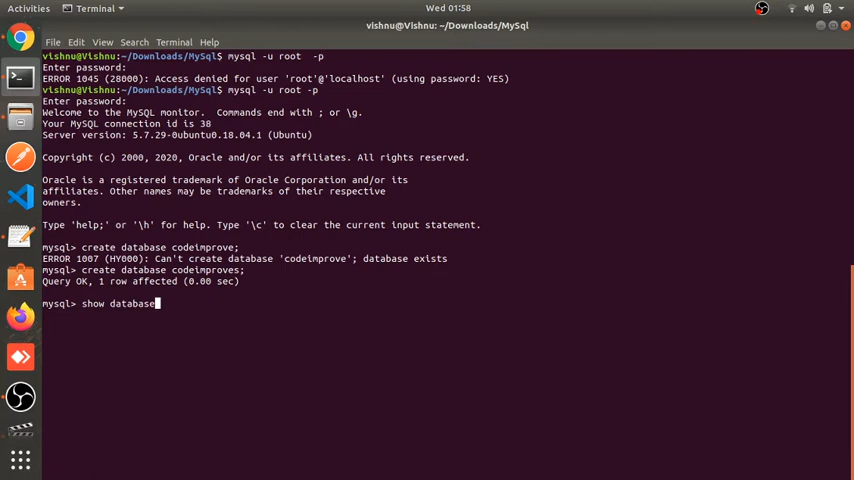 Activities
Terminal
Wed 01:58
vishnu@Vishnu: ~/Downloads/MySql
File Edit View Search Terminal Help
vishnu@Vishnu:~/Downloads/MySql$ mysql -u root  -p
Enter password:
ERROR 1045 (28000): Access denied for user 'root'@'localhost' (using password: YES)
vishnu@Vishnu:~/Downloads/MySql$ mysql -u root -p
Enter password:
Welcome to the MySQL monitor.  Commands end with ; or \g.
Your MySQL connection id is 38
Server version: 5.7.29-0ubuntu0.18.04.1 (Ubuntu)
Copyright (c) 2000, 2020, Oracle and/or its affiliates. All rights reserved.
Oracle is a registered trademark of Oracle Corporation and/or its
affiliates. Other names may be trademarks of their respective
owners.
Type 'help;' or '\h' for help. Type '\c' to clear the current input statement.
mysql> create database codeimprove;
ERROR 1007 (HY000): Can't create database 'codeimprove'; database exists
mysql> create database codeimproves;
Query OK, 1 row affected (0.00 sec)
mysql> show database